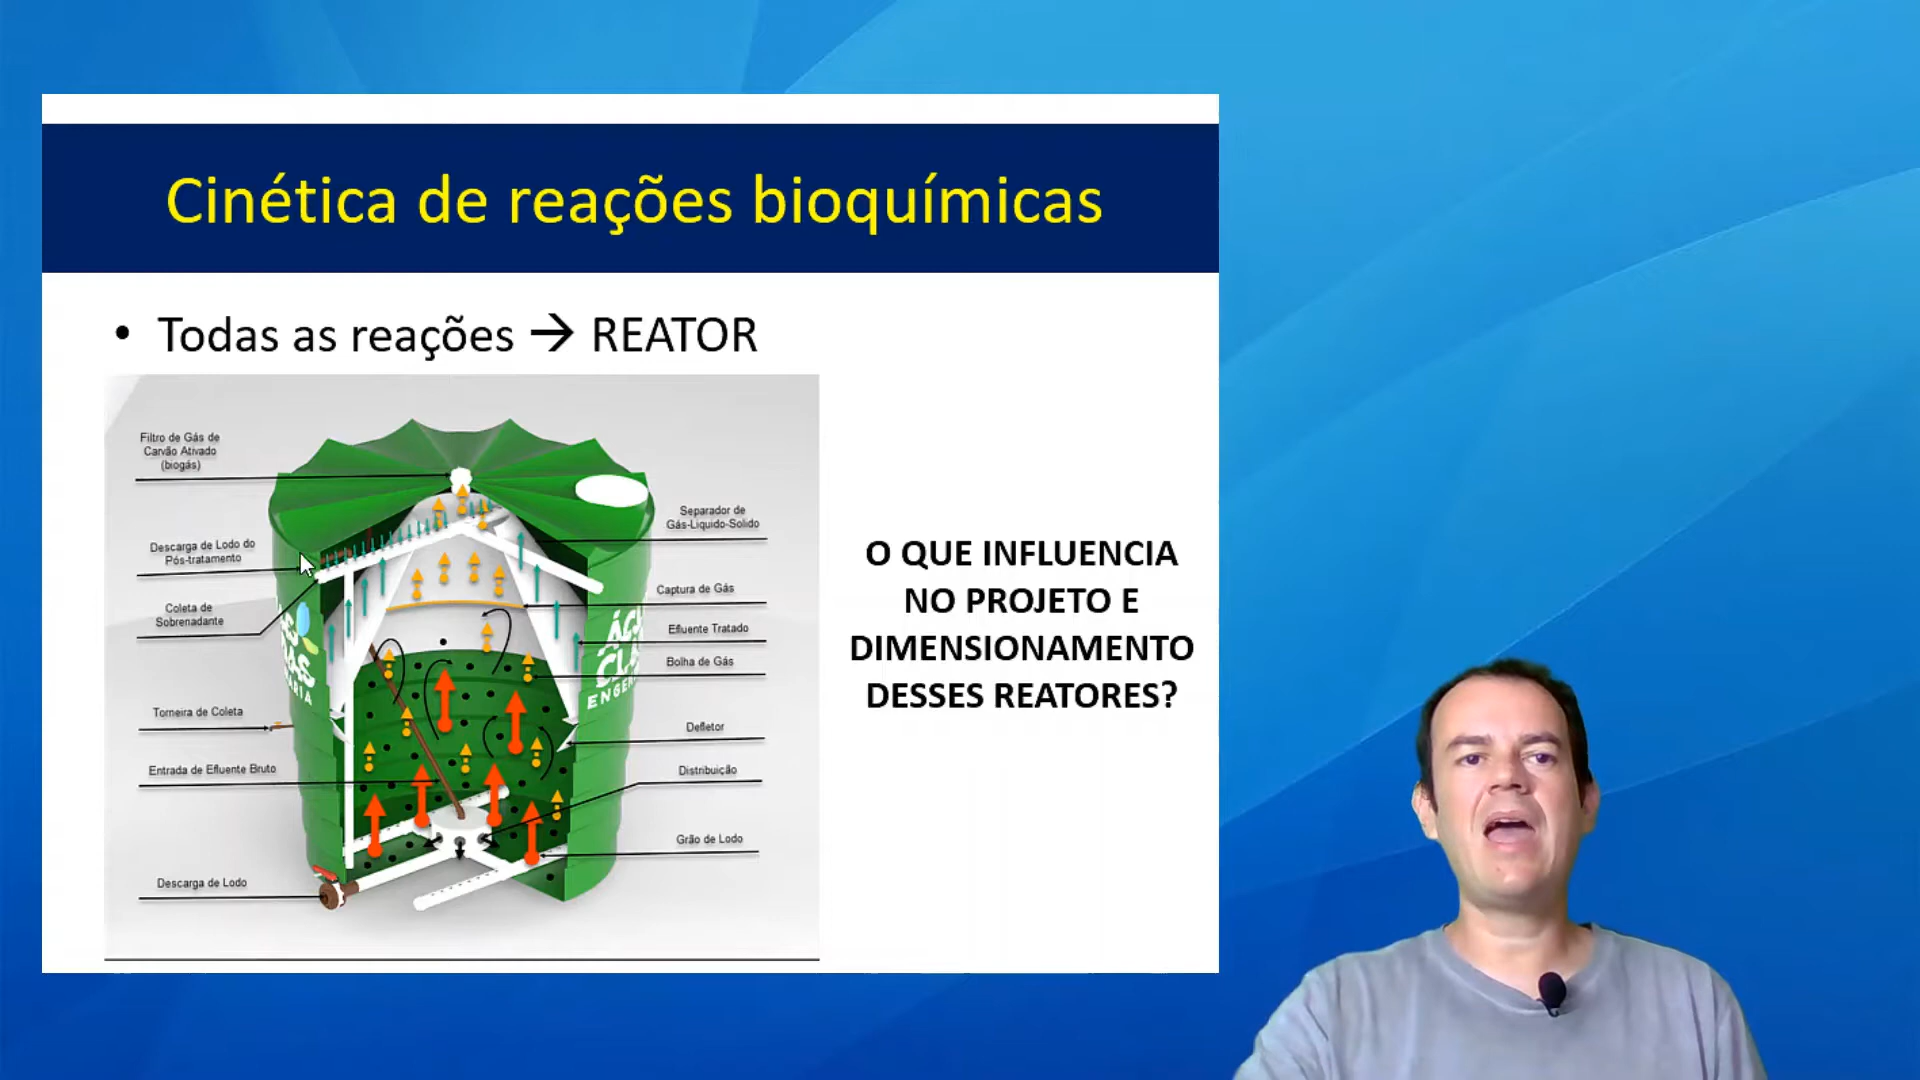 Cinética de reações bioquímicas
• Todas as reações → REATOR
Filtro de Gás de
Carvão Ativado
(biogás)
Descarga de Lodo do
Pós-tratamento
Coleta de
Sobrenadante
Torneira de Coleta
Entrada de Efluente Bruto
Descarga de Lodo
Separador de
Gás-Liquido-Solido
Captura de Gás
Efluente Tratado
Bolha de Gás
Defletor
Distribuição
Grão de Lodo
O QUE INFLUENCIA
NO PROJETO E
DIMENSIONAMENTO
DESSES REATORES?